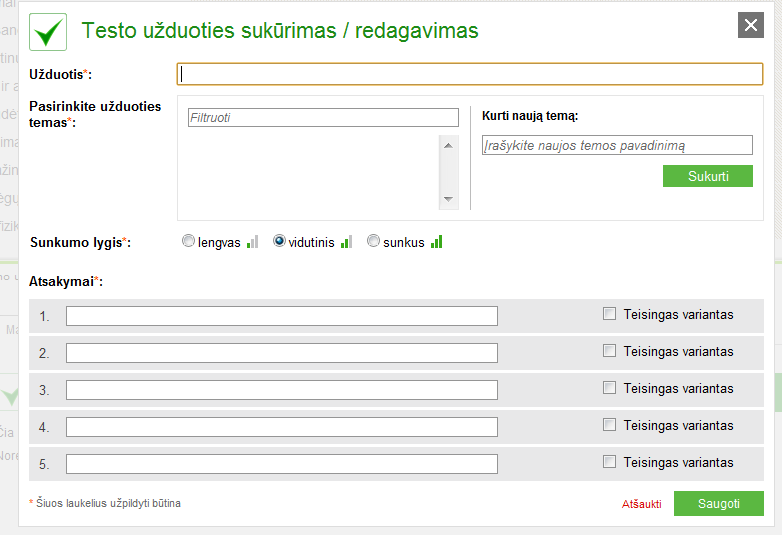 Testo užduoties sukūrimas / redagavimas
Užduotis*:
Pasirinkite užduoties
temas*:
Filtruoti
Kurti naują temą:
Įrašykite naujos temos pavadinimą
Sukurti
Sunkumo lygis*:
lengvas
vidutinis
sunkus
Atsakymai*:
1.
Teisingas variantas
2.
Teisingas variantas
3.
Teisingas variantas
4.
Teisingas variantas
5.
Teisingas variantas
* Šiuos laukelius užpildyti būtina
Atšaukti
Saugoti